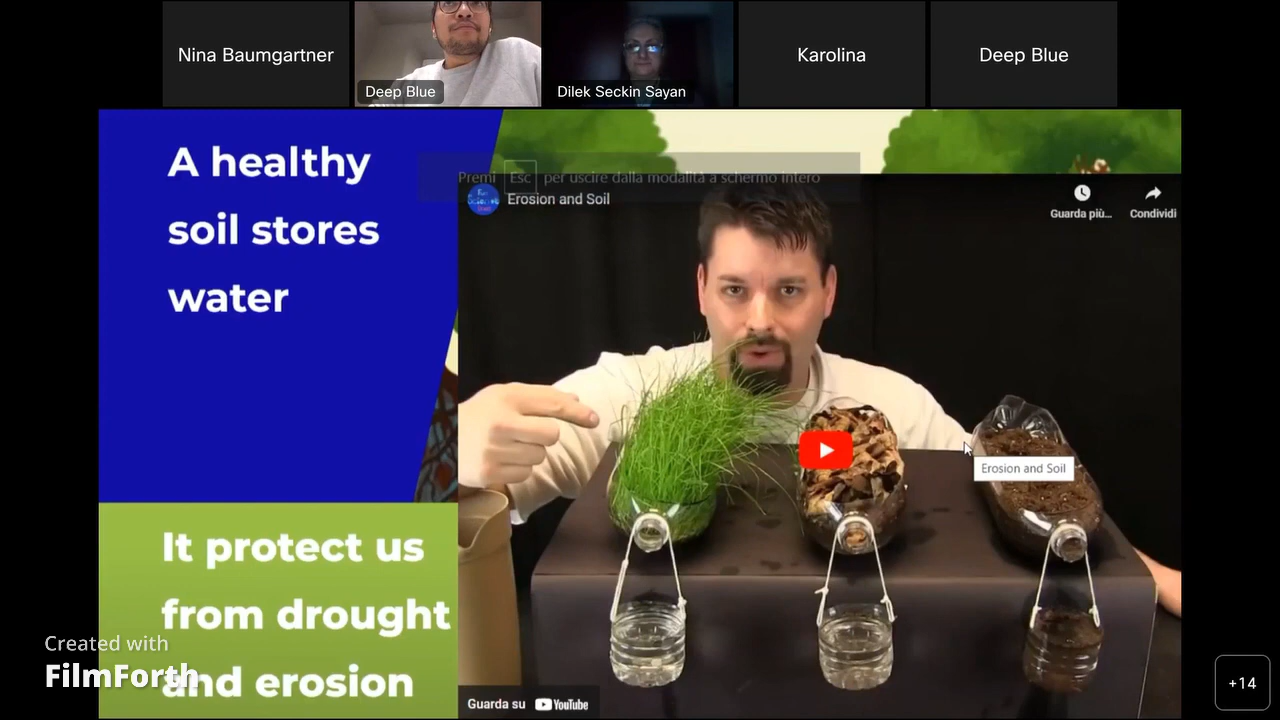 Nina Baumgartner
Deep Blue
Dilek Seckin Sayan
Karolina
Deep Blue
A healthy
soil stores
water
Premi Esc per uscire dalla modalità a schermo intero
Erosion and Soil
Guarda più...
Condividi
Erosion and Soil
It protect us
from drought
and erosion
Created with
FilmForth
Guarda su YouTube
+14